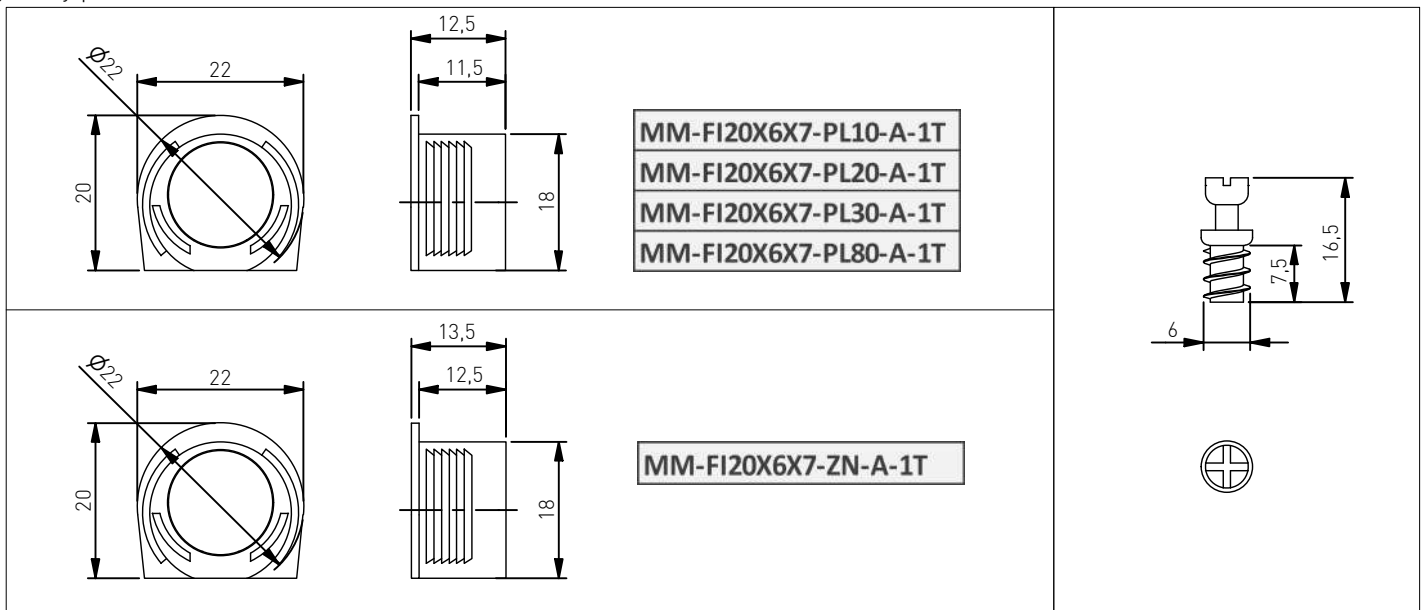 12,5
11,5
Ø22
22
20
18
MM-FI20X6X7-PL10-A-1T
MM-FI20X6X7-PL20-A-1T
MM-FI20X6X7-PL30-A-1T
MM-FI20X6X7-PL80-A-1T
13,5
12,5
Ø22
22
20
18
MM-FI20X6X7-ZN-A-1T
16,5
7,5
6